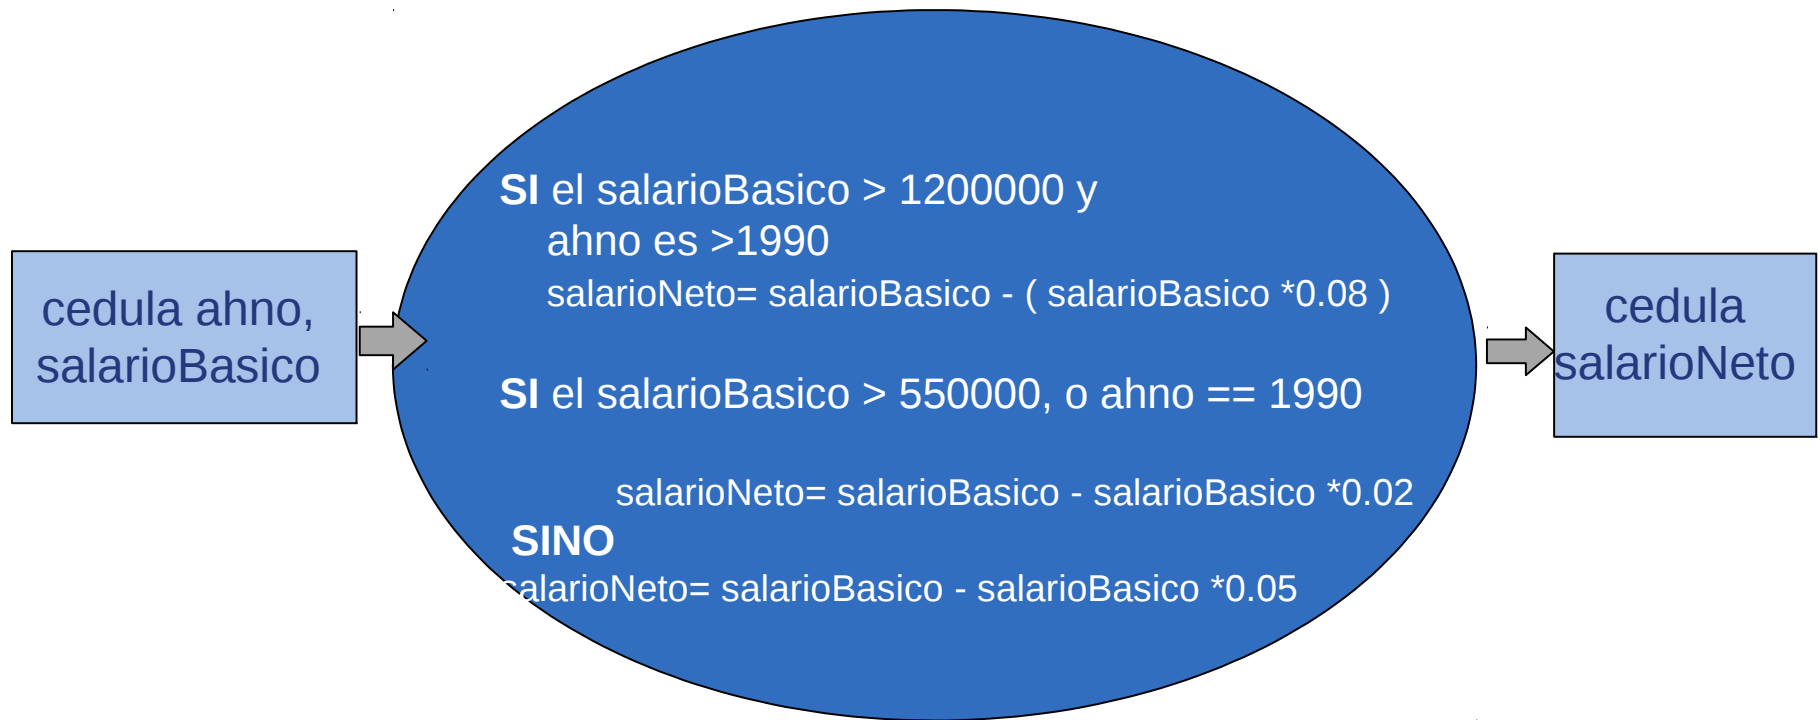 cedula ahno,
salarioBasico
SI el salarioBasico > 1200000 y
ahno es >1990
salarioNeto= salarioBasico - ( salarioBasico *0.08 )
SI el salarioBasico > 550000, o ahno == 1990
salarioNeto= salarioBasico - salarioBasico *0.02
SINO
salarioNeto= salarioBasico - salarioBasico *0.05
cedula
salarioNeto